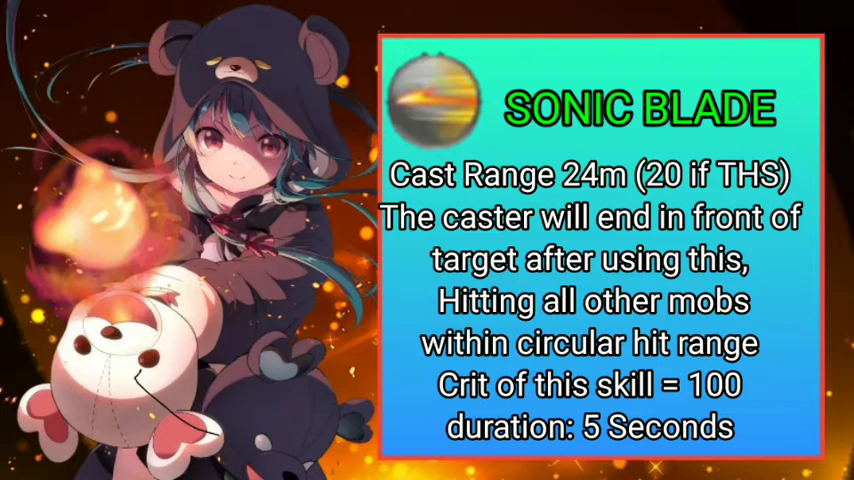 SONIC BLADE
Cast Range 24m (20 if THS)
The caster will end in front of
target after using this,
Hitting all other mobs
within circular hit range
Crit of this skill = 100
duration: 5 Seconds